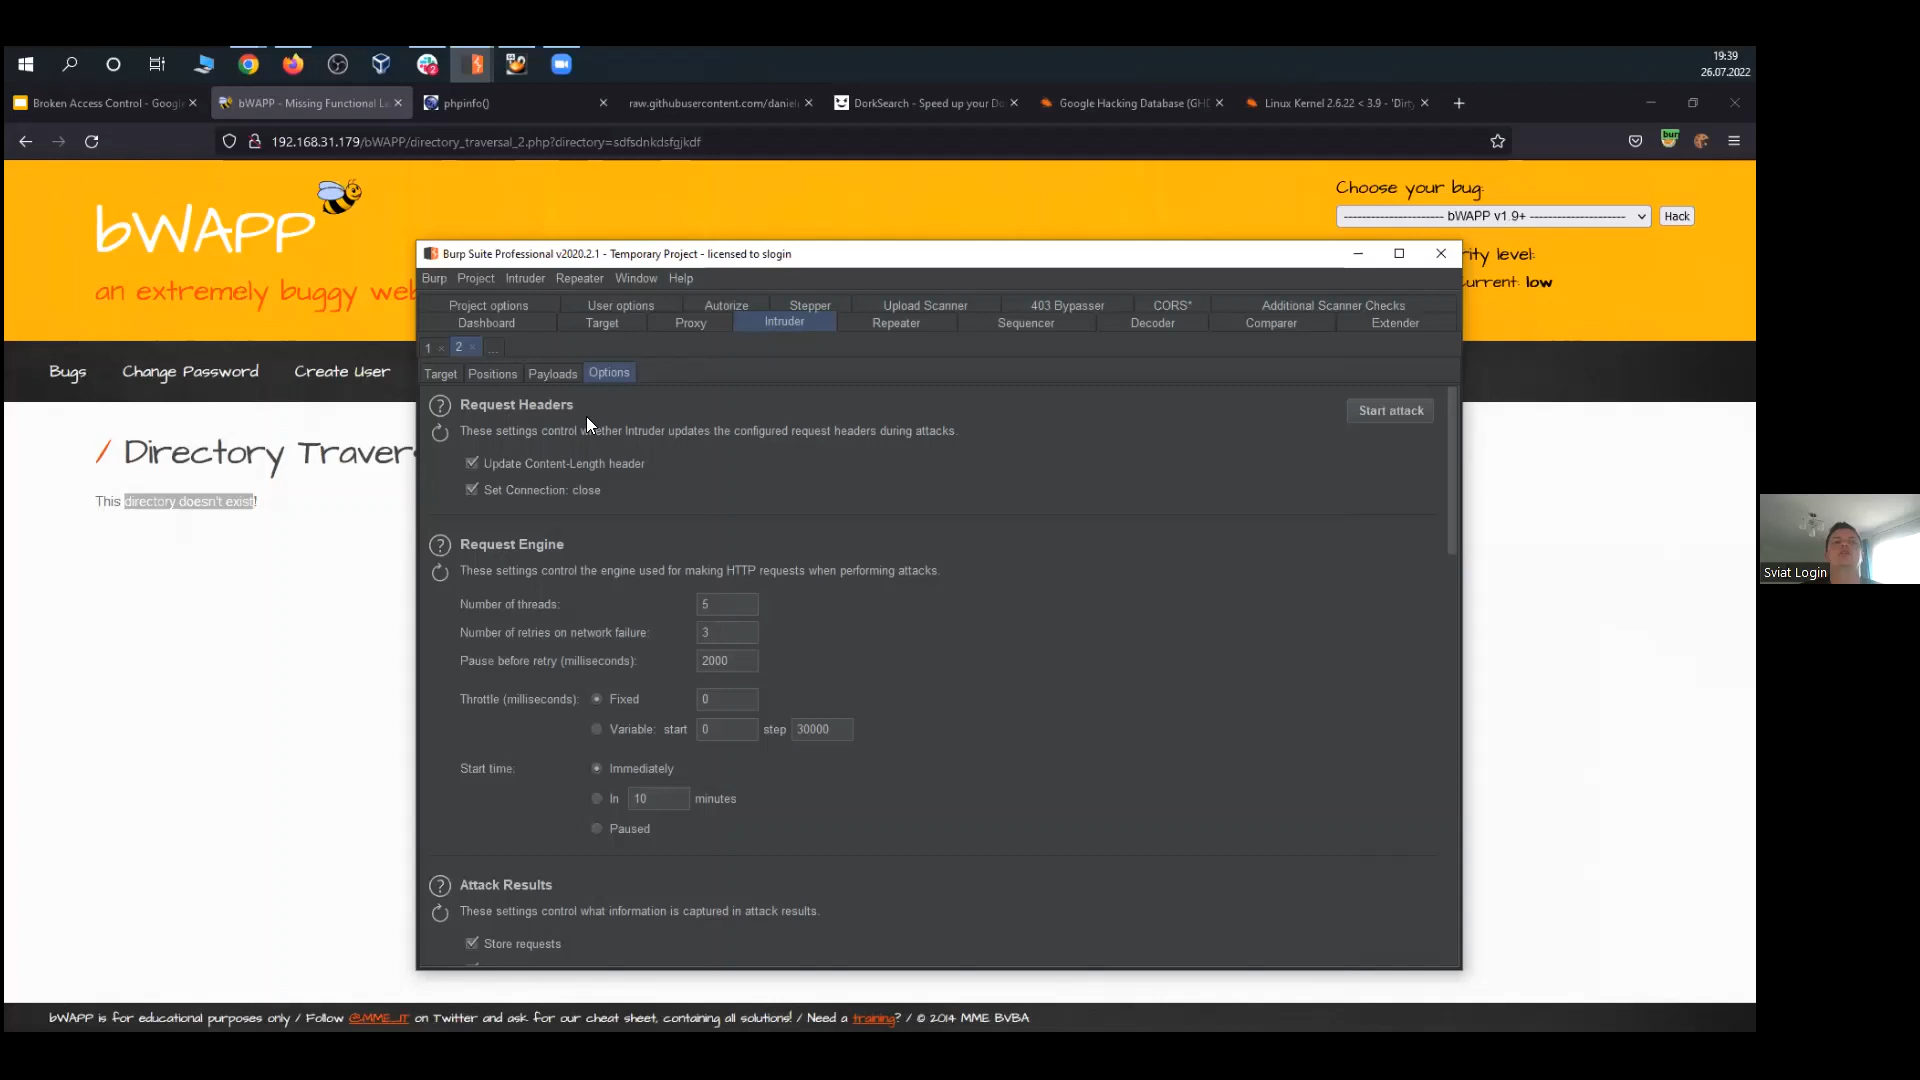 19:39
26.07.2022
Broken Access Control - Googl
bWAPP - Missing Functional L
phpinfo()
raw.githubusercontent.com/daniel
DorkSearch - Speed up your Do
Google Hacking Database (GHD
Linux Kernel 2.6.22 < 3.9 - 'Dirty
192.168.31.179/bWAPP/directory_traversal_2.php?directory=sdfsdnkdsfgjkdf
bWAPP
an extremely buggy web
Choose your bug:
---------------------- bWAPP v1.9+ ----------------------
Hack
rity level:
urrent: low
Bugs
Change Password
Create User
/ Directory Traver
This directory doesn't exist!
Burp Suite Professional v2020.2.1 - Temporary Project - licensed to slogin
Burp Project Intruder Repeater Window Help
Project options User options Autorize Stepper Upload Scanner 403 Bypasser CORS* Additional Scanner Checks
Dashboard Target Proxy Intruder Repeater Sequencer Decoder Comparer Extender
1 × 2 × ...
Target Positions Payloads Options
Request Headers
Start attack
These settings control whether Intruder updates the configured request headers during attacks.
Update Content-Length header
Set Connection: close
Request Engine
These settings control the engine used for making HTTP requests when performing attacks.
Number of threads: 5
Number of retries on network failure: 3
Pause before retry (milliseconds): 2000
Throttle (milliseconds): Fixed 0
Variable: start 0 step 30000
Start time: Immediately
In 10 minutes
Paused
Attack Results
These settings control what information is captured in attack results.
Store requests
Sviat Login
bWAPP is for educational purposes only / Follow @MME_IT on Twitter and ask for our cheat sheet, containing all solutions! / Need a training? / © 2014 MME BVBA